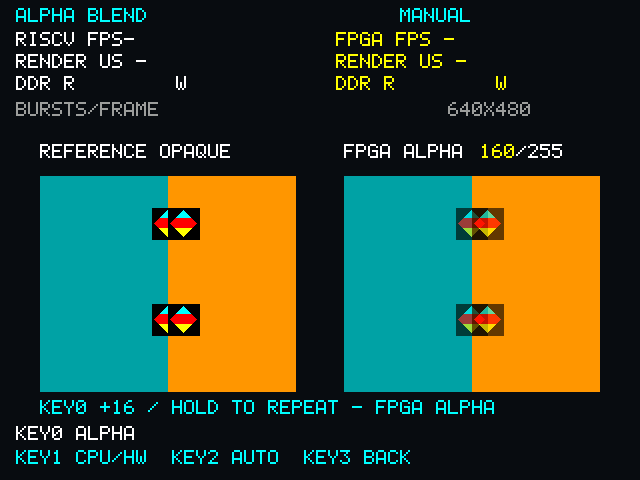 ALPHA BLEND MANUAL
RISCV FPS- FPGA FPS -
RENDER US - RENDER US -
DDR R W DDR R W
BURSTS/FRAME 640X480
REFERENCE OPAQUE FPGA ALPHA 160/255
KEY0 +16 / HOLD TO REPEAT - FPGA ALPHA
KEY0 ALPHA
KEY1 CPU/HW KEY2 AUTO KEY3 BACK